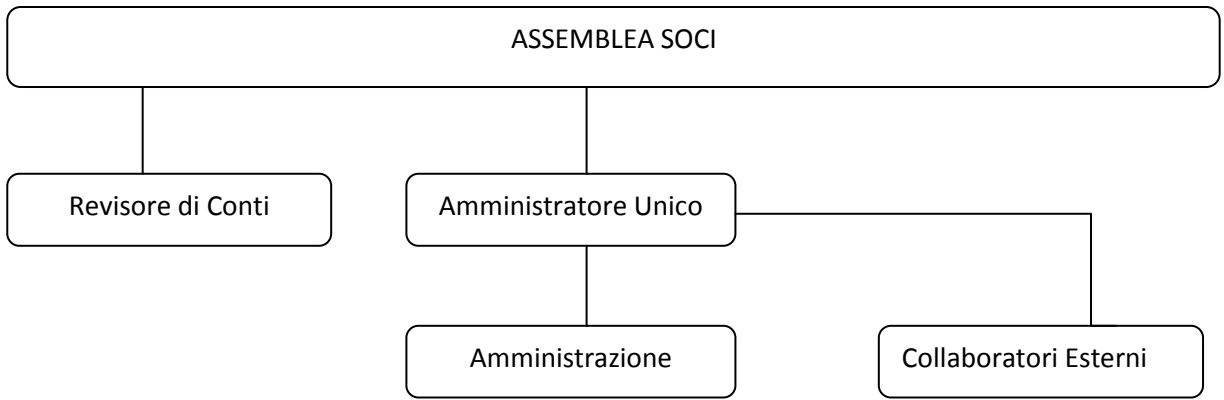 ASSEMBLEA SOCI
Revisore di Conti
Amministratore Unico
Amministrazione
Collaboratori Esterni